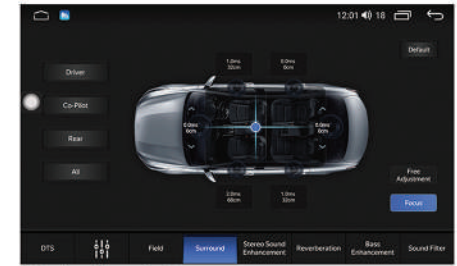 12:01 18
Default
1.0ms
32cm
0.0ms
0cm
Driver
Co-Pilot
0.0ms
0cm
0.0ms
0cm
Rear
All
Free
Adjustment
2.0ms
68cm
1.0ms
32cm
Focus
DTS
Field
Surround
Stereo Sound
Enhancement
Reverberation
Bass
Enhancement
Sound Filter